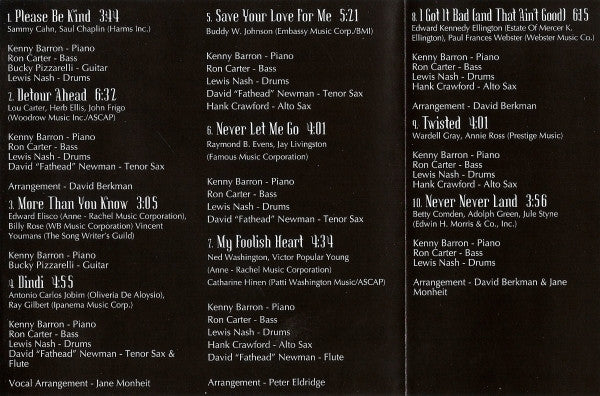 1. Please Be Kind 3:14
Sammy Cahn, Saul Chaplin (Harms Inc.)
Kenny Barron - Piano
Ron Carter - Bass
Bucky Pizzarelli - Guitar
Lewis Nash - Drums
2. Detour Ahead 6:32
Lou Carter, Herb Ellis, John Frigo
(Woodrow Music Inc./ASCAP)
Kenny Barron - Piano
Ron Carter - Bass
Lewis Nash - Drums
David "Fathead" Newman - Tenor Sax
Arrangement - David Berkman
3. More Than You Know 3:05
Edward Elisco (Anne - Rachel Music Corporation),
Billy Rose (WB Music Corporation) Vincent
Youmans (The Song Writer's Guild)
Kenny Barron - Piano
Bucky Pizzarelli - Guitar
4. Dindi 4:55
Antonio Carlos Jobim (Oliveria De Aloysio),
Ray Gilbert (Ipanema Music Corp.)
Kenny Barron - Piano
Ron Carter - Bass
Lewis Nash - Drums
David "Fathead" Newman - Tenor Sax &
Flute
Vocal Arrangement - Jane Monheit
5. Save Your Love For Me 5:21
Buddy W. Johnson (Embassy Music Corp./BMI)
Kenny Barron - Piano
Ron Carter - Bass
Lewis Nash - Drums
David "Fathead" Newman - Tenor Sax
Hank Crawford - Alto Sax
6. Never Let Me Go 4:01
Raymond B. Evens, Jay Livingston
(Famous Music Corporation)
Kenny Barron - Piano
Ron Carter - Bass
Lewis Nash - Drums
David "Fathead" Newman - Tenor Sax
7. My Foolish Heart 4:34
Ned Washington, Victor Popular Young
(Anne - Rachel Music Corporation)
Catharine Hinen (Patti Washington Music/ASCAP)
Kenny Barron - Piano
Ron Carter - Bass
Lewis Nash - Drums
Hank Crawford - Alto Sax
David "Fathead" Newman - Flute
Arrangement - Peter Eldridge
8. I Got It Bad (and That Ain't Good) 6:15
Edward Kennedy Ellington (Estate Of Mercer K.
Ellington), Paul Frances Webster (Webster Music Co.)
Kenny Barron - Piano
Ron Carter - Bass
Lewis Nash - Drums
Hank Crawford - Alto Sax
Arrangement - David Berkman
9. Twisted 4:01
Wardell Gray, Annie Ross (Prestige Music)
Kenny Barron - Piano
Ron Carter - Bass
Lewis Nash - Drums
David "Fathead" Newman - Tenor Sax
Hank Crawford - Alto Sax
10. Never Never Land 3:56
Betty Comden, Adolph Green, Jule Styne
(Edwin H. Morris & Co., Inc.)
Kenny Barron - Piano
Ron Carter - Bass
Lewis Nash - Drums
Arrangement - David Berkman & Jane
Monheit